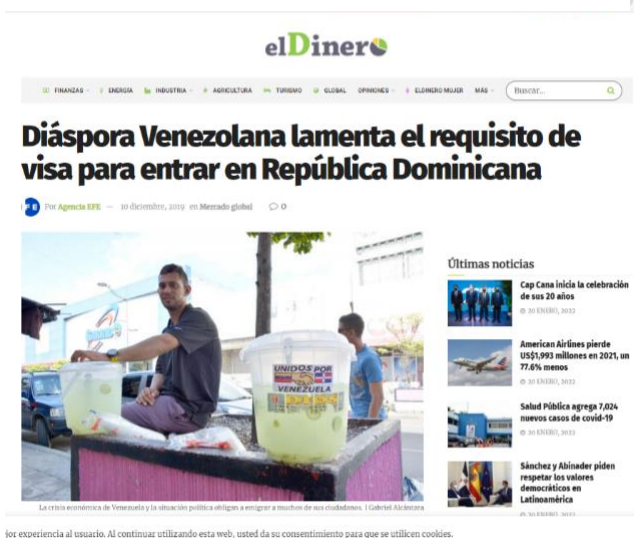 elDinero
FINANZAS ENERGÍA INDUSTRIA AGRICULTURA TURISMO GLOBAL OPINIONES ELDINERO MUJER MÁS Buscar...
Diáspora Venezolana lamenta el requisito de
visa para entrar en República Dominicana
Por Agencia EFE — 10 diciembre, 2019 en Mercado global 0
UNIDOS POR
VENEZUELA
Últimas noticias
Cap Cana inicia la celebración
de sus 20 años
20 ENERO, 2022
American Airlines pierde
US$1,993 millones en 2021, un
77.6% menos
20 ENERO, 2022
Salud Pública agrega 7,024
nuevos casos de covid-19
20 ENERO, 2022
Sánchez y Abinader piden
respetar los valores
democráticos en
Latinoamérica
20 ENERO, 2022
La crisis económica de Venezuela y la situación política obligan a emigrar a muchos de sus ciudadanos. | Gabriel Alcántara
jor experiencia al usuario. Al continuar utilizando esta web, usted da su consentimiento para que se utilicen cookies.